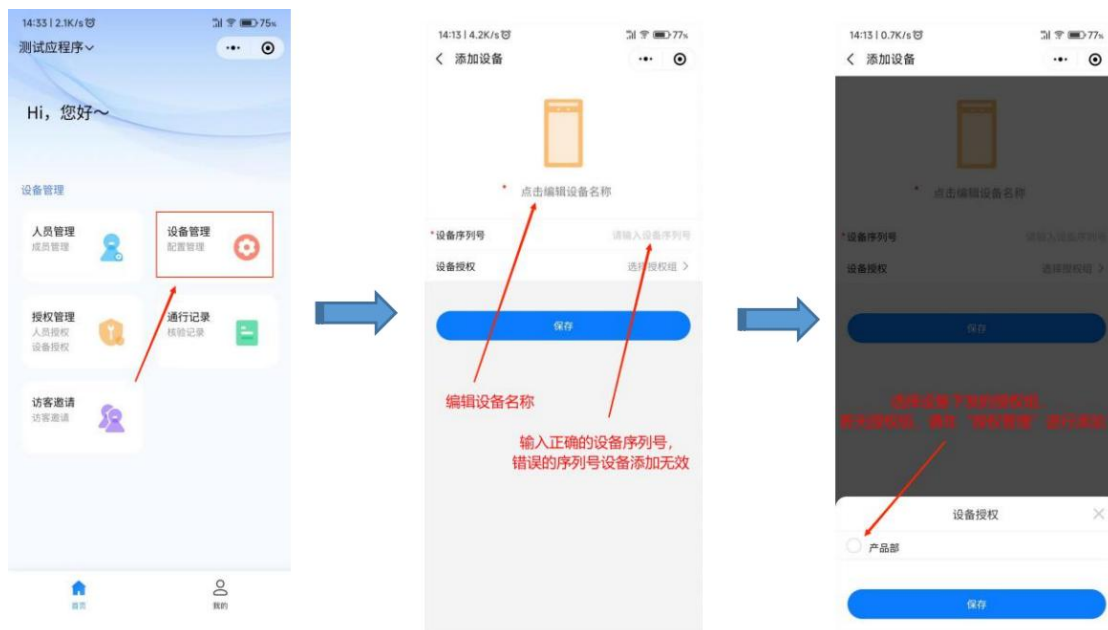 14:33 | 2.1K/s
75%
测试应程序
Hi，您好～
设备管理
人员管理
成员管理
设备管理
配置管理
授权管理
人员授权
设备授权
通行记录
核验记录
访客邀请
访客邀请
首页
我的
14:13 | 4.2K/s
77%
添加设备
* 点击编辑设备名称
*设备序列号
请输入设备序列号
设备授权
选择授权组
保存
编辑设备名称
输入正确的设备序列号，
错误的序列号设备添加无效
14:13 | 0.7K/s
77%
添加设备
* 点击编辑设备名称
*设备序列号
请输入设备序列号
设备授权
选择授权组
保存
设备授权
产品部
保存